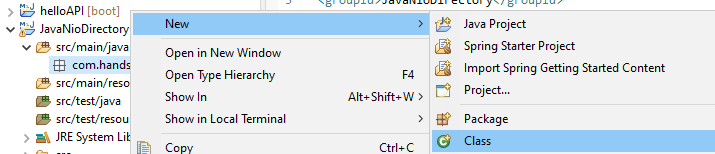 helloAPI [boot]
JavaNioDirectory
src/main/java
com.hands
src/main/resou
src/test/java
src/test/resou
JRE System Lib
<groupId>JavaNioDirectory</groupId>
New
Open in New Window
Open Type Hierarchy F4
Show In Alt+Shift+W
Show in Local Terminal
Copy Ctrl+C
Java Project
Spring Starter Project
Import Spring Getting Started Content
Project...
Package
Class